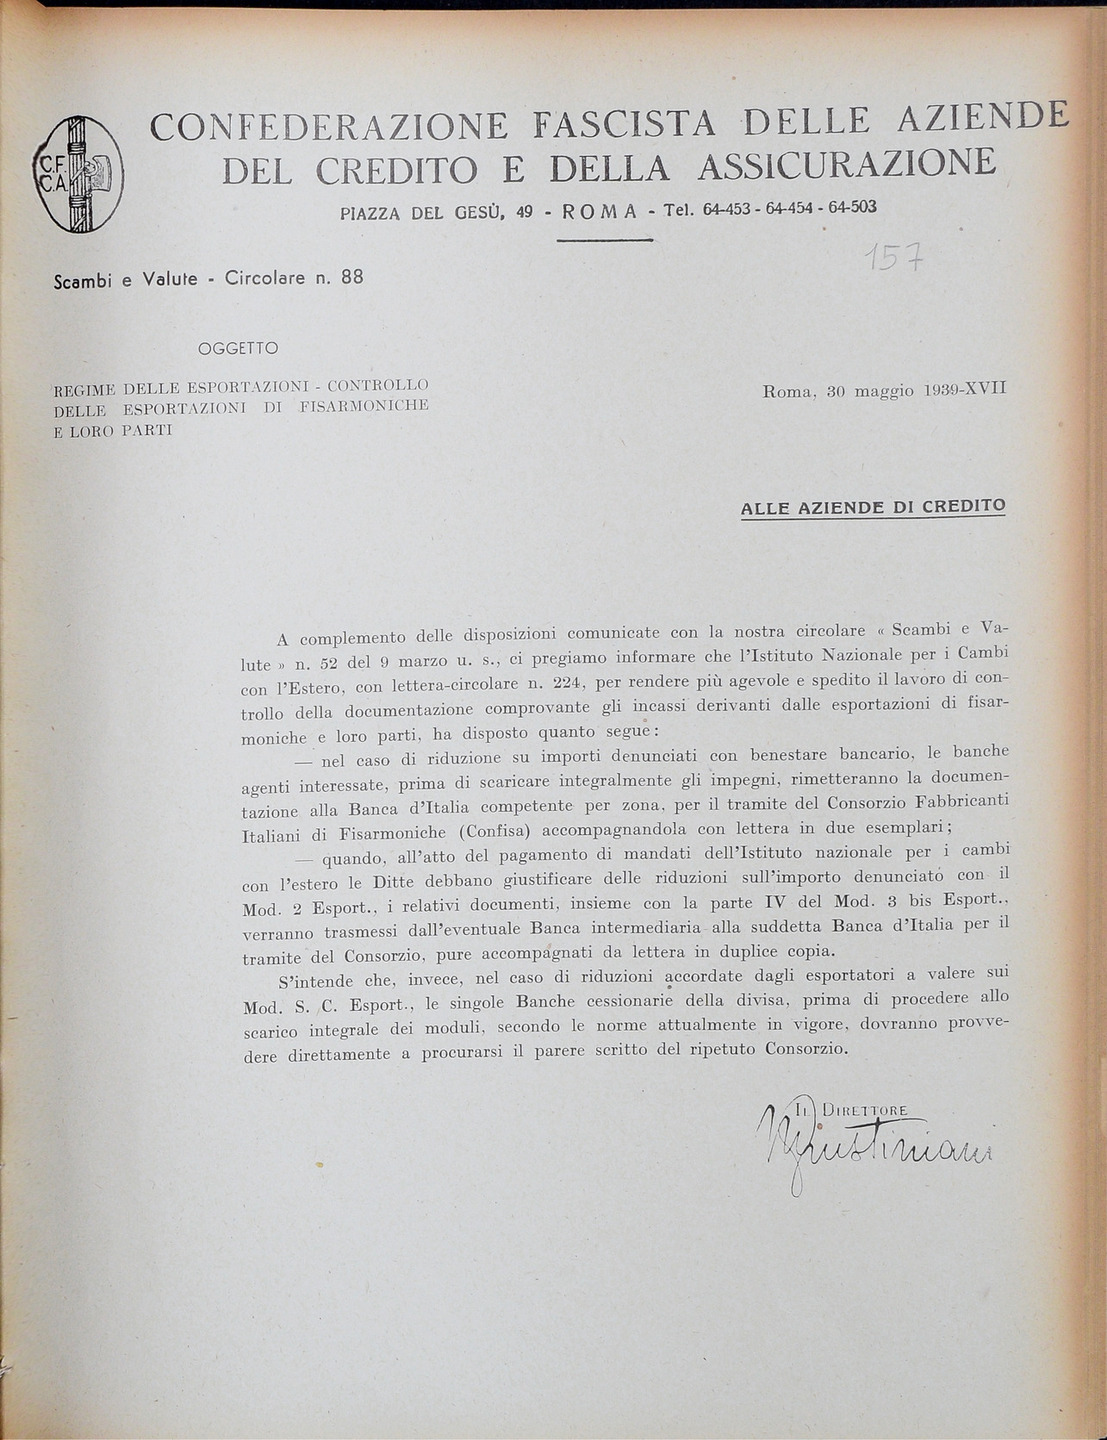 C.F.
C.A.
CONFEDERAZIONE FASCISTA DELLE AZIENDE
DEL CREDITO E DELLA ASSICURAZIONE
PIAZZA DEL GESÙ, 49 - ROMA - Tel. 64-453 - 64-454 - 64-503
157
Scambi e Valute - Circolare n. 88
OGGETTO
REGIME DELLE ESPORTAZIONI - CONTROLLO
DELLE ESPORTAZIONI DI FISARMONICHE
E LORO PARTI
Roma, 30 maggio 1939-XVII
ALLE AZIENDE DI CREDITO
A complemento delle disposizioni comunicate con la nostra circolare « Scambi e Va-
lute » n. 52 del 9 marzo u. s., ci pregiamo informare che l'Istituto Nazionale per i Cambi
con l'Estero, con lettera-circolare n. 224, per rendere più agevole e spedito il lavoro di con-
trollo della documentazione comprovante gli incassi derivanti dalle esportazioni di fisar-
moniche e loro parti, ha disposto quanto segue:
— nel caso di riduzione su importi denunciati con benestare bancario, le banche
agenti interessate, prima di scaricare integralmente gli impegni, rimetteranno la documen-
tazione alla Banca d'Italia competente per zona, per il tramite del Consorzio Fabbricanti
Italiani di Fisarmoniche (Confisa) accompagnandola con lettera in due esemplari;
— quando, all'atto del pagamento di mandati dell'Istituto nazionale per i cambi
con l'estero le Ditte debbano giustificare delle riduzioni sull'importo denunciato con il
Mod. 2 Esport., i relativi documenti, insieme con la parte IV del Mod. 3 bis Esport.,
verranno trasmessi dall'eventuale Banca intermediaria alla suddetta Banca d'Italia per il
tramite del Consorzio, pure accompagnati da lettera in duplice copia.
S'intende che, invece, nel caso di riduzioni accordate dagli esportatori a valere sui
Mod. S. C. Esport., le singole Banche cessionarie della divisa, prima di procedere allo
scarico integrale dei moduli, secondo le norme attualmente in vigore, dovranno provve-
dere direttamente a procurarsi il parere scritto del ripetuto Consorzio.
IL DIRETTORE
Giustiniani